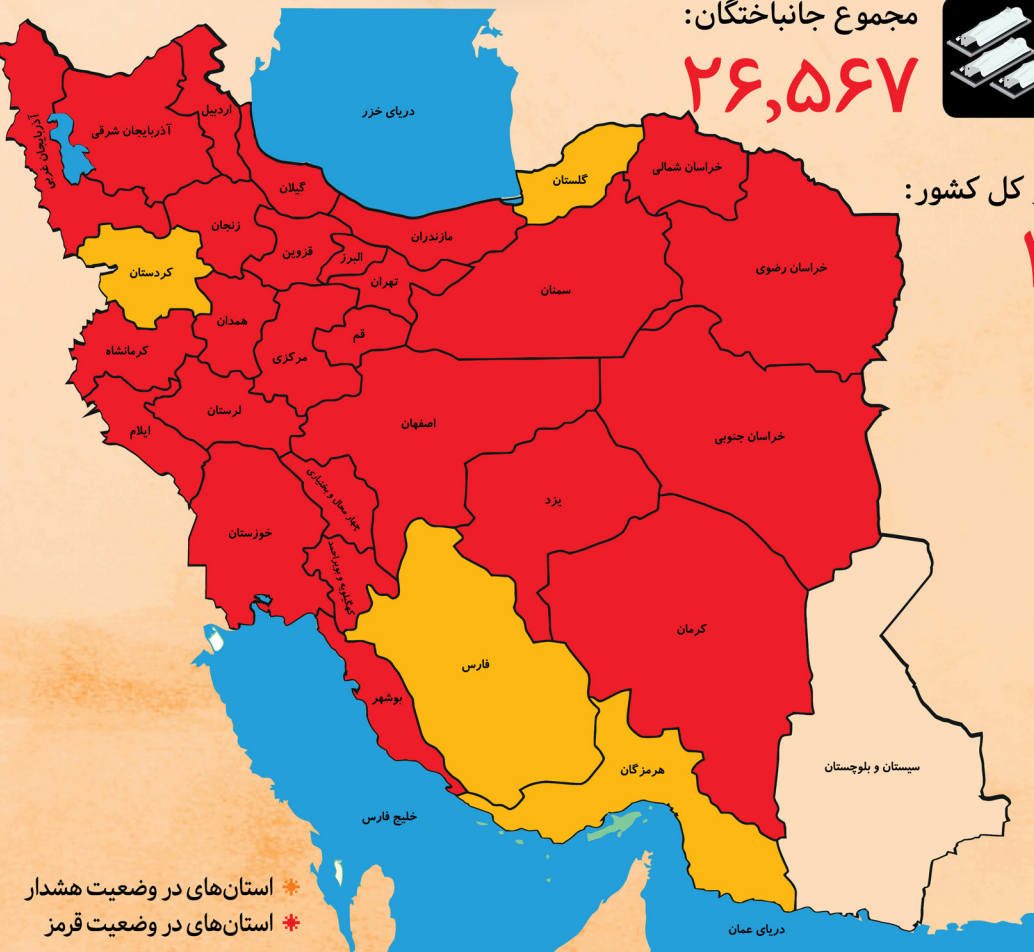 مجموع جانباختگان:
۲۶,۵۶۷
کل کشور:
دریای خزر
اردبیل
آذربایجان شرقی
آذربایجان غربی
گیلان
گلستان
خراسان شمالی
زنجان
مازندران
قزوین
البرز
تهران
سمنان
خراسان رضوی
کردستان
همدان
قم
مرکزی
کرمانشاه
لرستان
ایلام
اصفهان
خراسان جنوبی
یزد
چهار محال و بختیاری
خوزستان
کهگیلویه و بویراحمد
کرمان
فارس
بوشهر
هرمزگان
سیستان و بلوچستان
خلیج فارس
دریای عمان
استان‌های در وضعیت هشدار
استان‌های در وضعیت قرمز